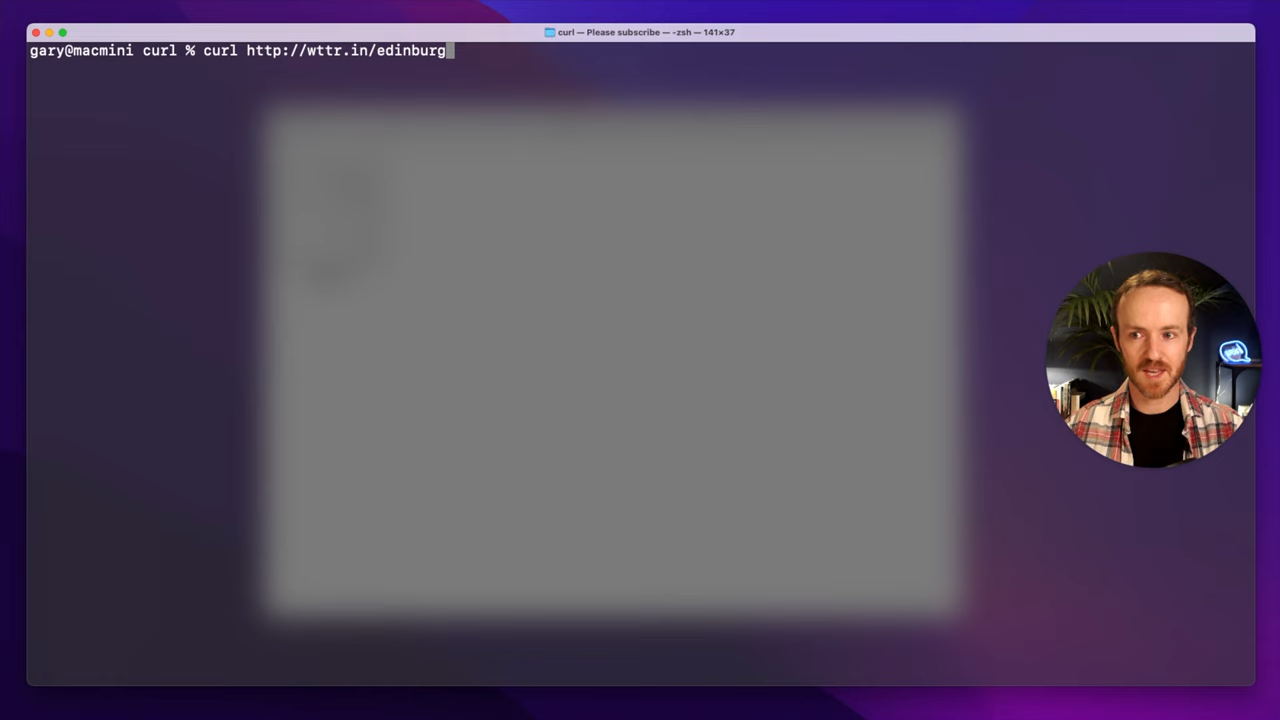 curl — Please subscribe — -zsh — 141×37
gary@macmini curl % curl http://wttr.in/edinburg